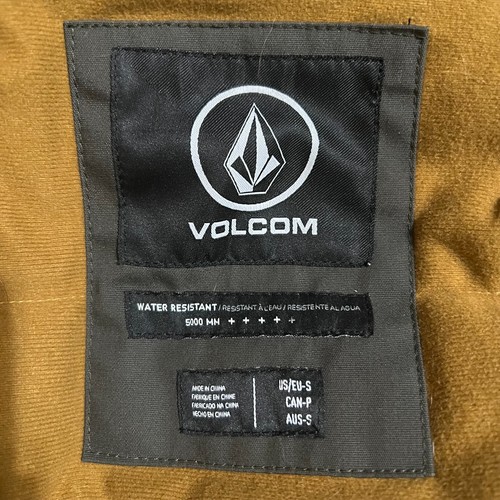 VOLCOM
WATER RESISTANT / RESISTANT À L'EAU / RESISTENTE AL AGUA
5000 MM + + + + +
MADE IN CHINA
FABRIQUE EN CHINE
FABRICADO NA CHINA
HECHO EN CHINA
US/EU-S
CAN-P
AUS-S